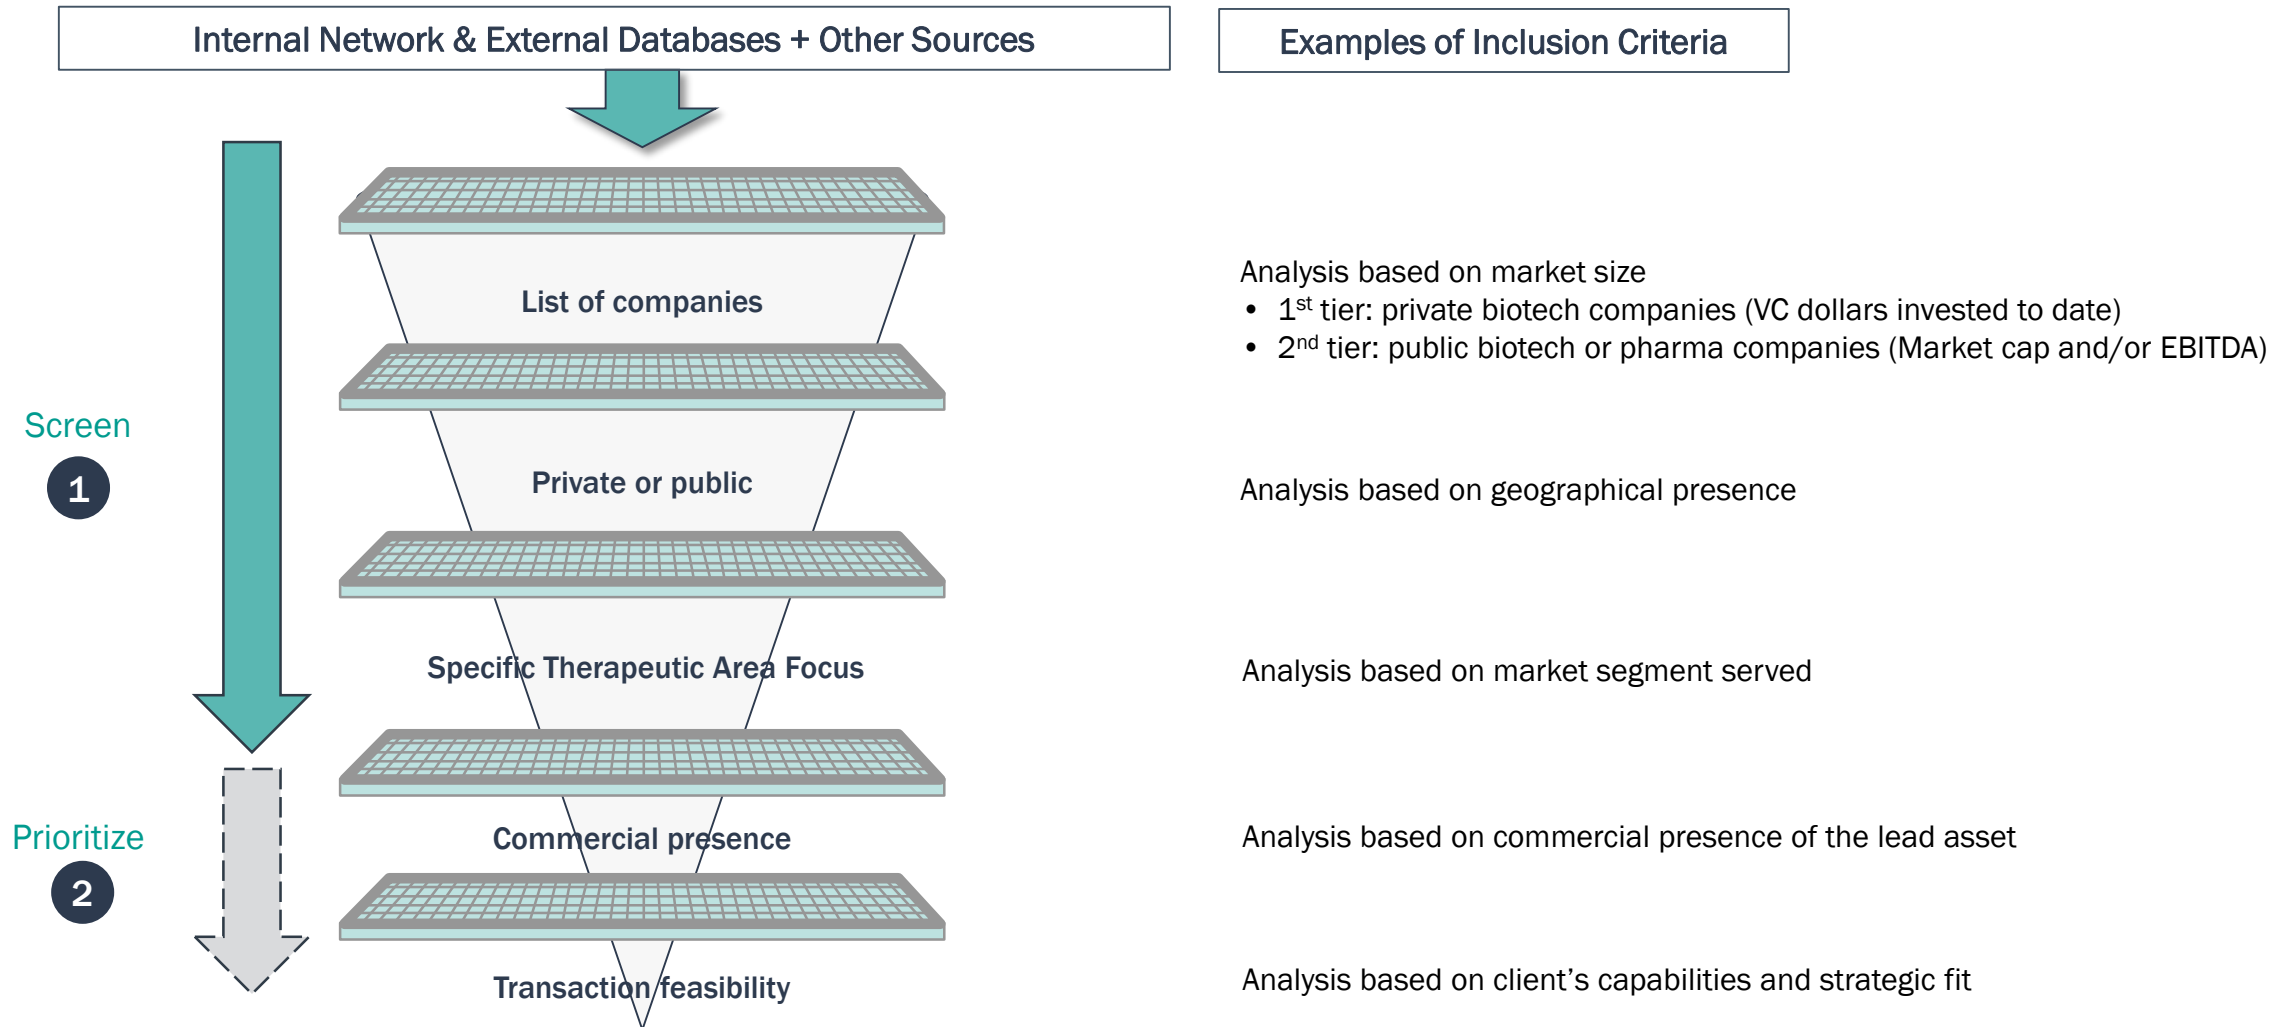 Internal Network & External Databases + Other Sources
Examples of Inclusion Criteria
List of companies
Analysis based on market size
• 1st tier: private biotech companies (VC dollars invested to date)
• 2nd tier: public biotech or pharma companies (Market cap and/or EBITDA)
Screen
1
Private or public
Analysis based on geographical presence
Specific Therapeutic Area Focus
Analysis based on market segment served
Prioritize
2
Commercial presence
Analysis based on commercial presence of the lead asset
Transaction feasibility
Analysis based on client’s capabilities and strategic fit